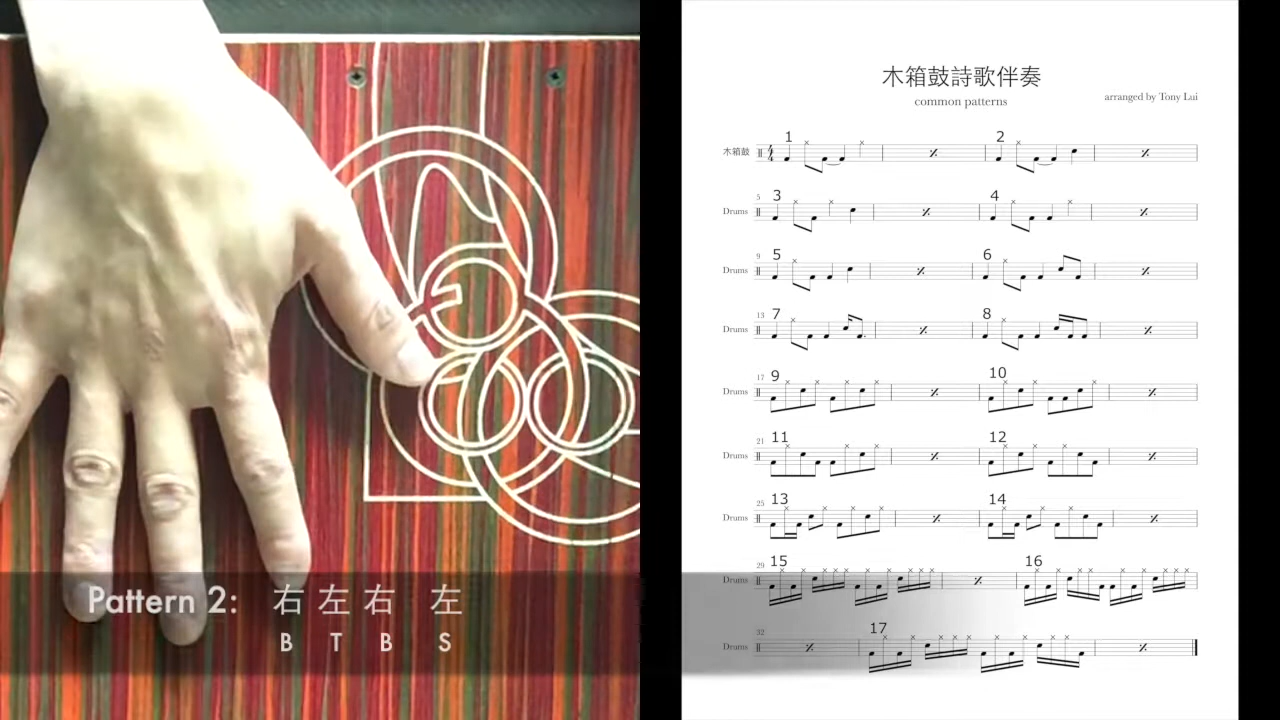 Pattern 2: 右 左 右 左
B T B S
木箱鼓詩歌伴奏
common patterns
arranged by Tony Lui
1
2
木箱鼓
5
3
4
Drums
9
5
6
Drums
13
7
8
Drums
17
9
10
Drums
21
11
12
Drums
25
13
14
Drums
29
15
16
Drums
32
17
Drums